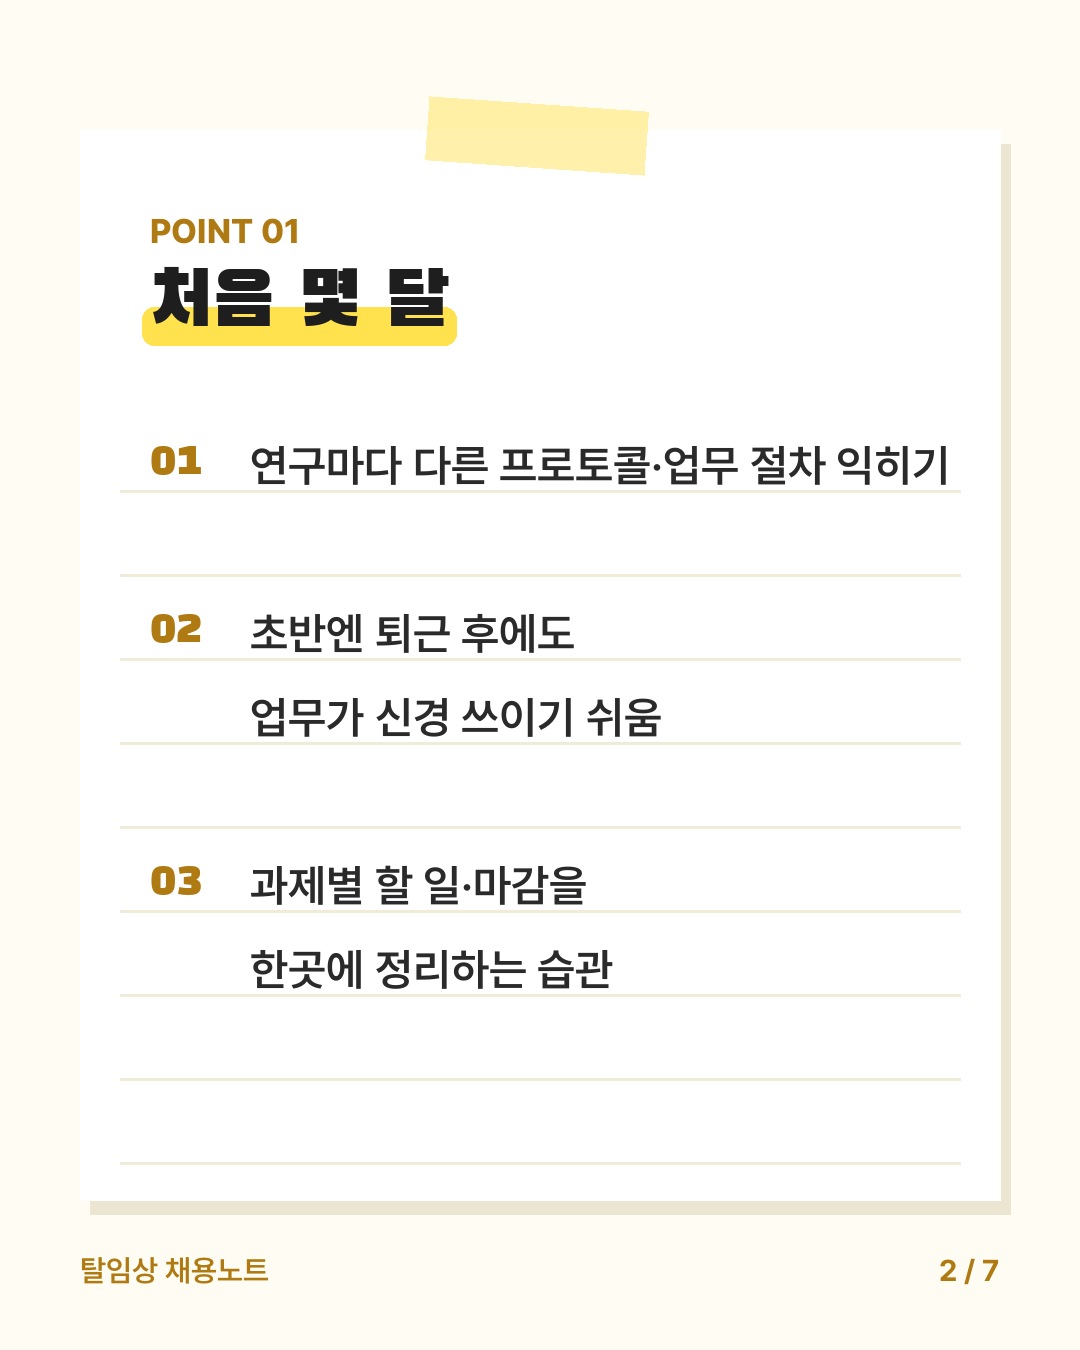 POINT 01
처음 몇 달
01 연구마다 다른 프로토콜·업무 절차 익히기
02 초반엔 퇴근 후에도
업무가 신경 쓰이기 쉬움
03 과제별 할 일·마감을
한곳에 정리하는 습관
탈임상 채용노트
2 / 7